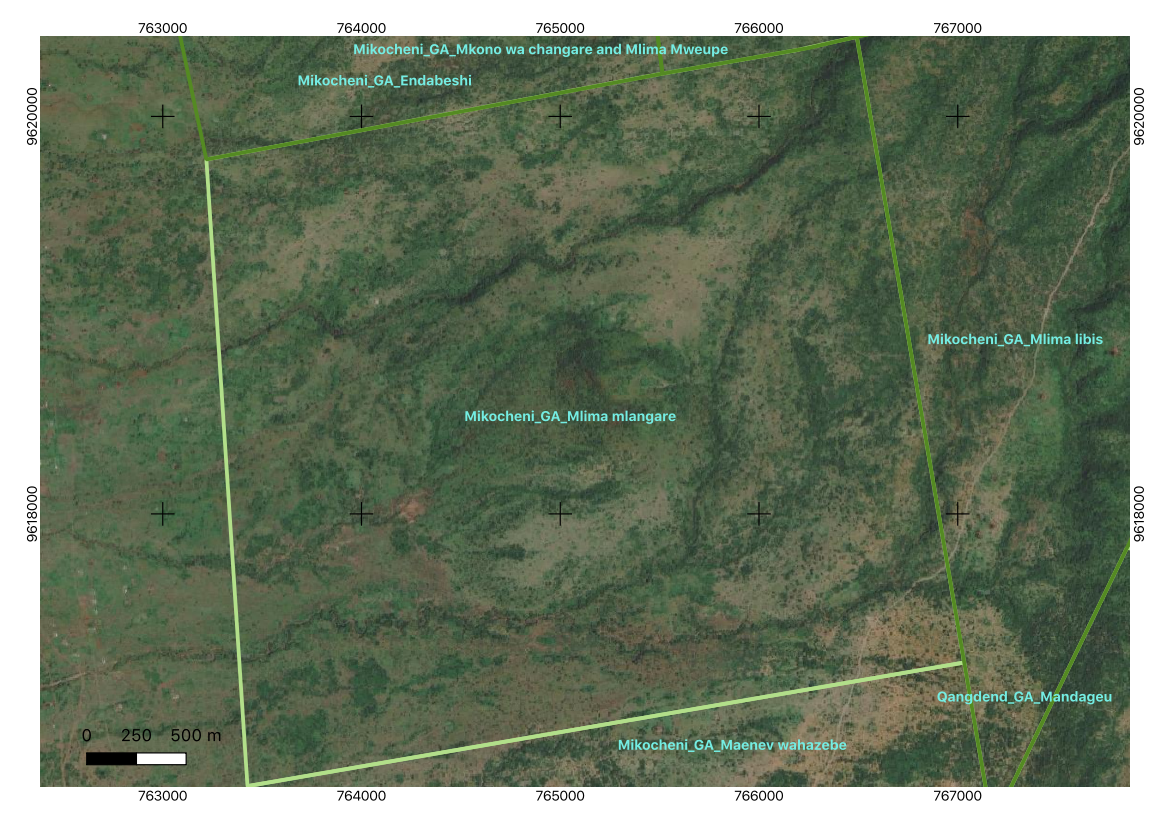 763000 764000 765000 766000 767000
Mikocheni_GA_Mkono wa changare and Mlima Mweupe
Mikocheni_GA_Endabeshi
9620000 9620000
Mikocheni_GA_Mlima libis
Mikocheni_GA_Mlima mlangare
9618000 9618000
Qangdend_GA_Mandageu
0 250 500 m
Mikocheni_GA_Maenev wahazebe
763000 764000 765000 766000 767000